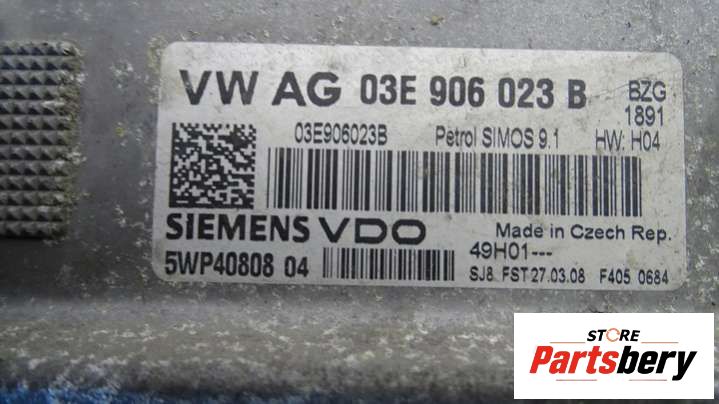 VW AG 03E 906 023 B BZG
1891
03E906023B Petrol SIMOS 9.1 HW: H04
SIEMENS VDO Made in Czech Rep.
49H01---
5WP40808 04 SJ8 FST 27.03.08 F405 0684
STORE
Partsbery